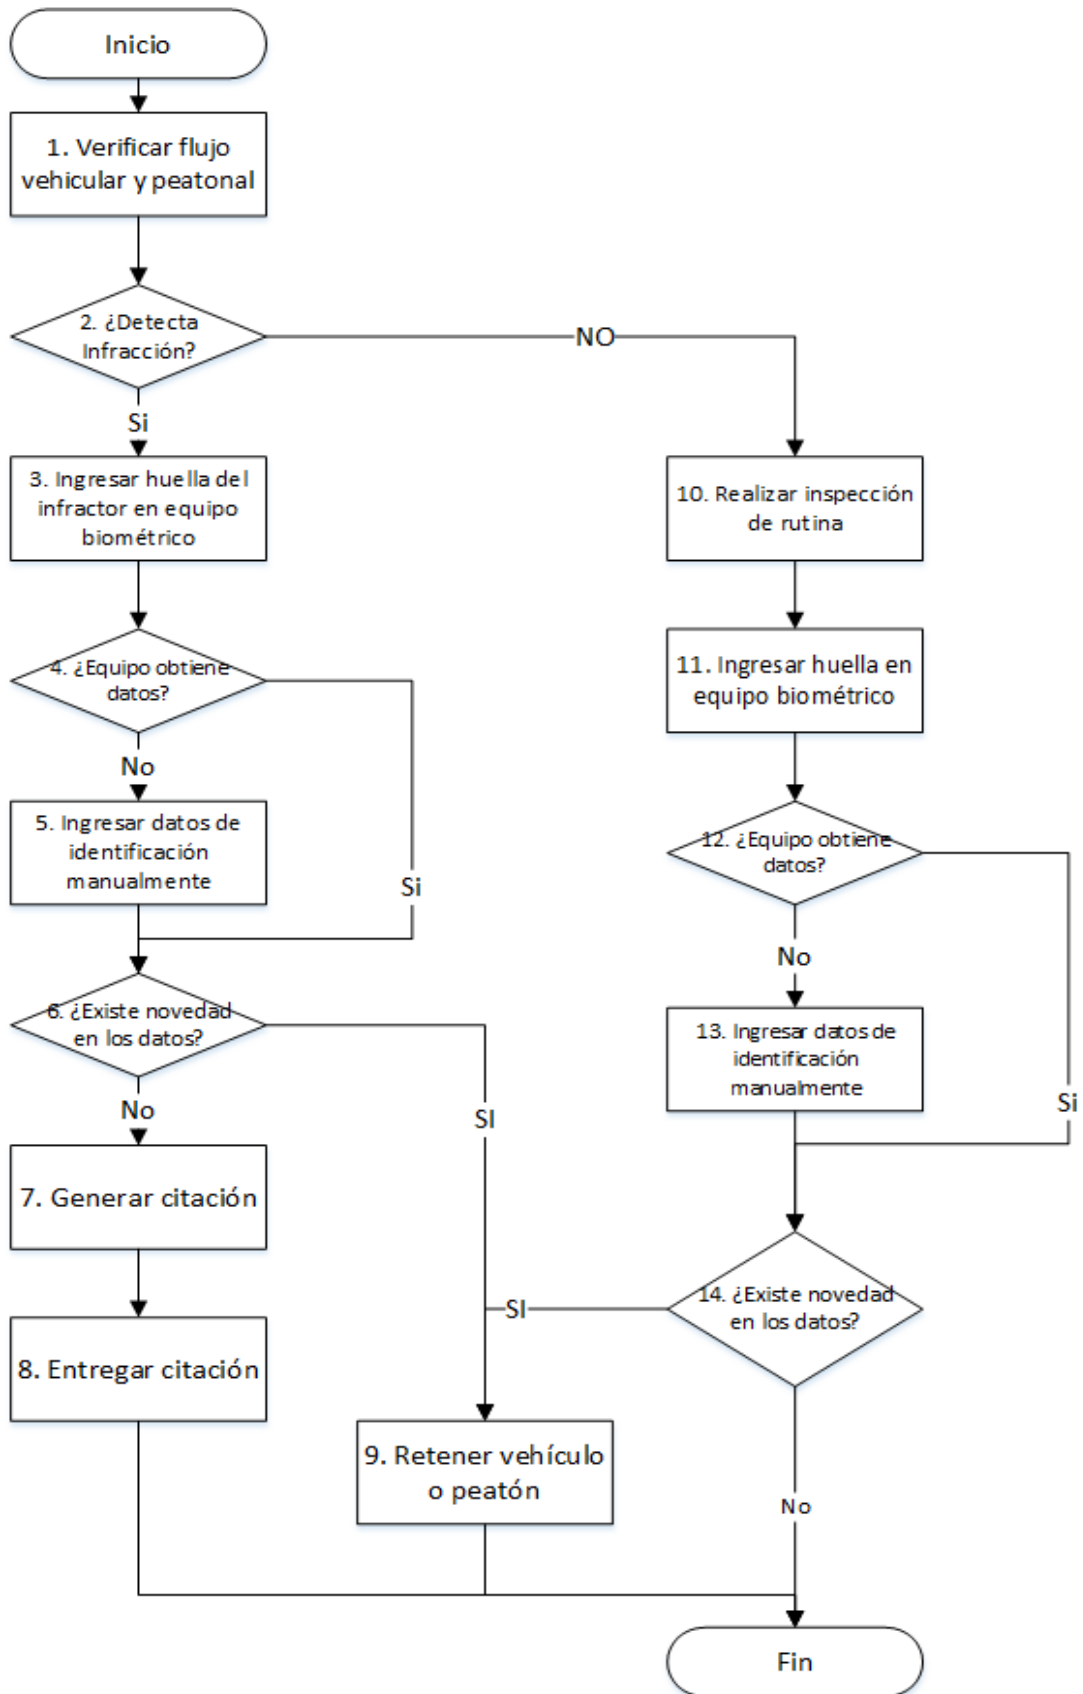 Inicio
1. Verificar flujo
vehicular y peatonal
2. ¿Detecta
Infracción?
NO
Si
3. Ingresar huella del
infractor en equipo
biométrico
10. Realizar inspección
de rutina
4. ¿Equipo obtiene
datos?
11. Ingresar huella en
equipo biométrico
No
5. Ingresar datos de
identificación
manualmente
Si
12. ¿Equipo obtiene
datos?
No
6. ¿Existe novedad
en los datos?
13. Ingresar datos de
identificación
manualmente
No
SI
Si
7. Generar citación
14. ¿Existe novedad
en los datos?
SI
8. Entregar citación
9. Retener vehículo
o peatón
No
Fin